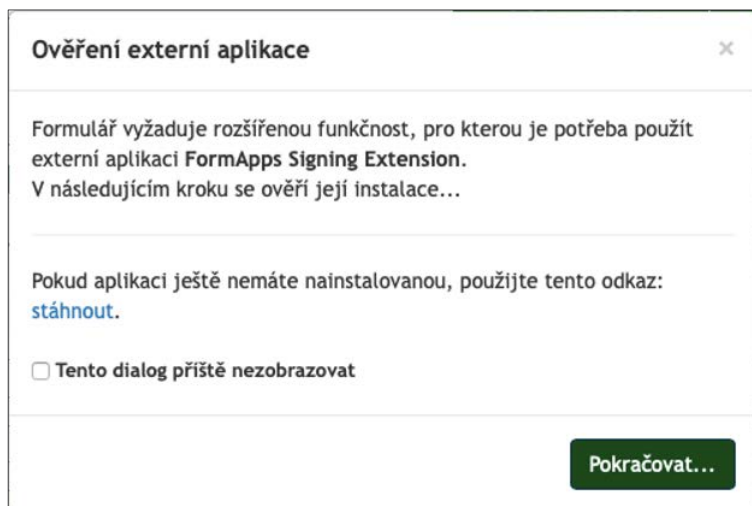 Ověření externí aplikace
×
Formulář vyžaduje rozšířenou funkčnost, pro kterou je potřeba použít
externí aplikaci FormApps Signing Extension.
V následujícím kroku se ověří její instalace...
Pokud aplikaci ještě nemáte nainstalovanou, použijte tento odkaz:
stáhnout.
Tento dialog příště nezobrazovat
Pokračovat...